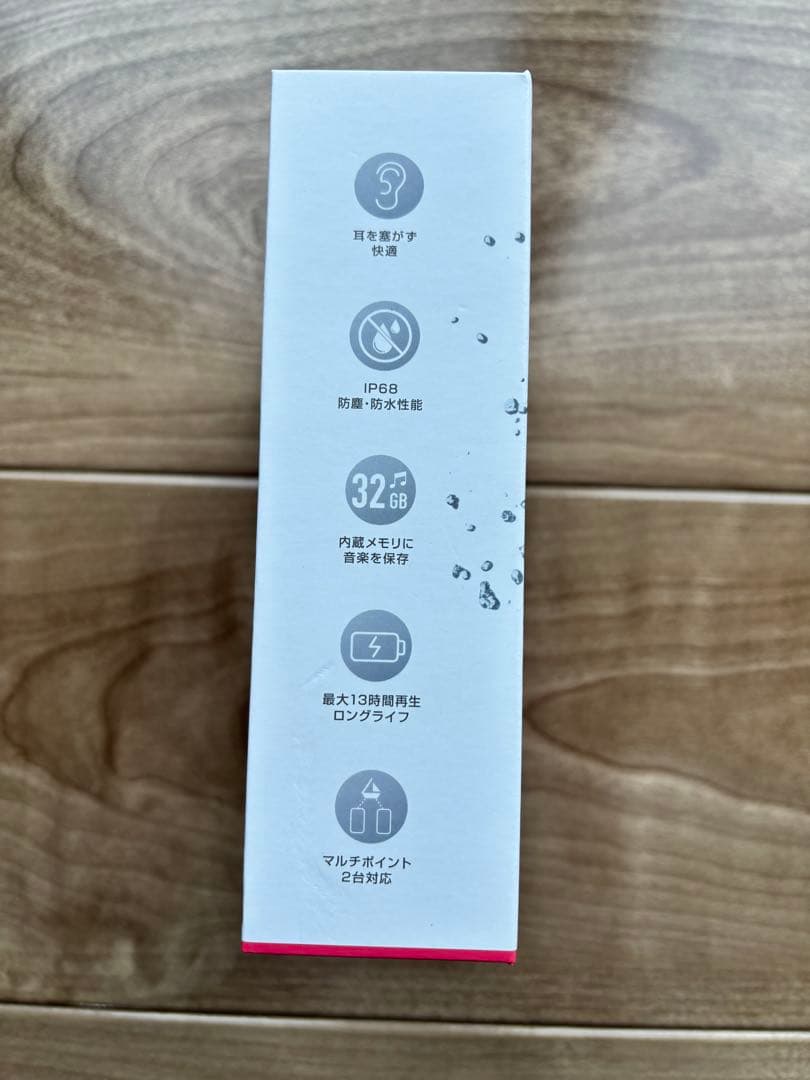 耳を塞がず
快適
IP68
防塵・防水性能
32GB
内蔵メモリに
音楽を保存
最大13時間再生
ロングライフ
マルチポイント
2台対応